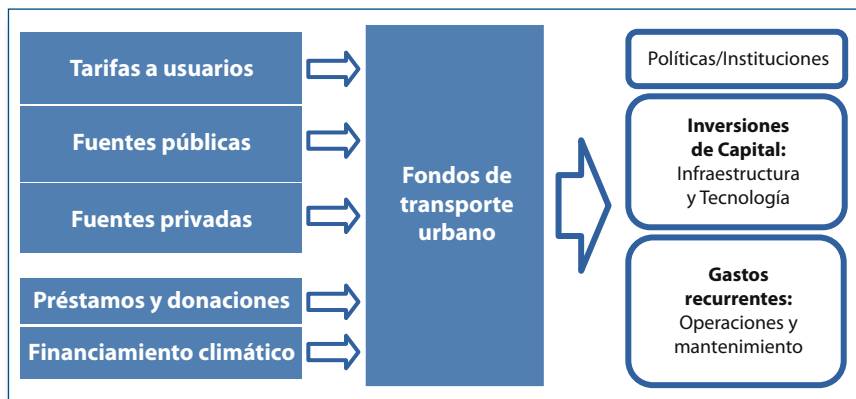 Tarifas a usuarios
Fuentes públicas
Fuentes privadas
Préstamos y donaciones
Financiamiento climático
Fondos de
transporte
urbano
Políticas/Instituciones
Inversiones
de Capital:
Infraestructura
y Tecnología
Gastos
recurrentes:
Operaciones y
mantenimiento